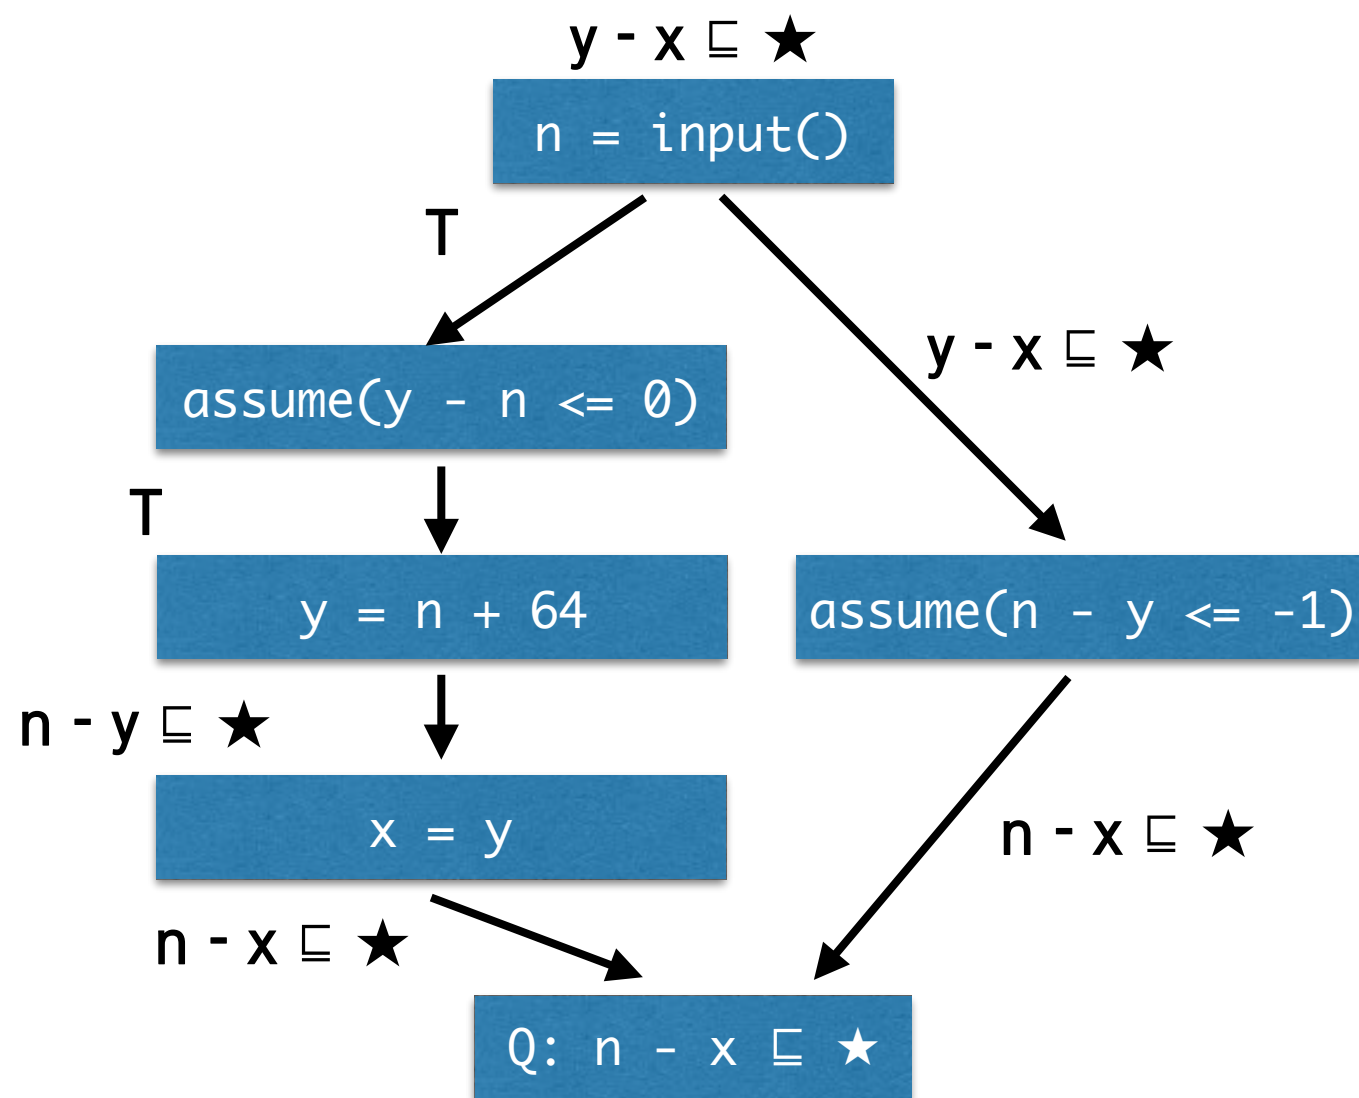 y - x ⊑ ★
n = input()
T
y - x ⊑ ★
assume(y - n <= 0)
T
y = n + 64
assume(n - y <= -1)
n - y ⊑ ★
x = y
n - x ⊑ ★
n - x ⊑ ★
Q: n - x ⊑ ★